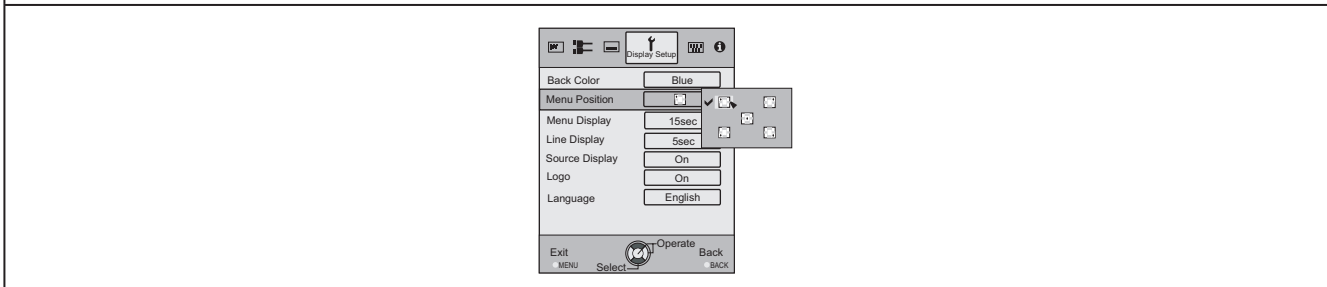 Display Setup
Back Color Blue
Menu Position
Menu Display 15sec
Line Display 5sec
Source Display On
Logo On
Language English
Exit Operate Back
MENU Select BACK